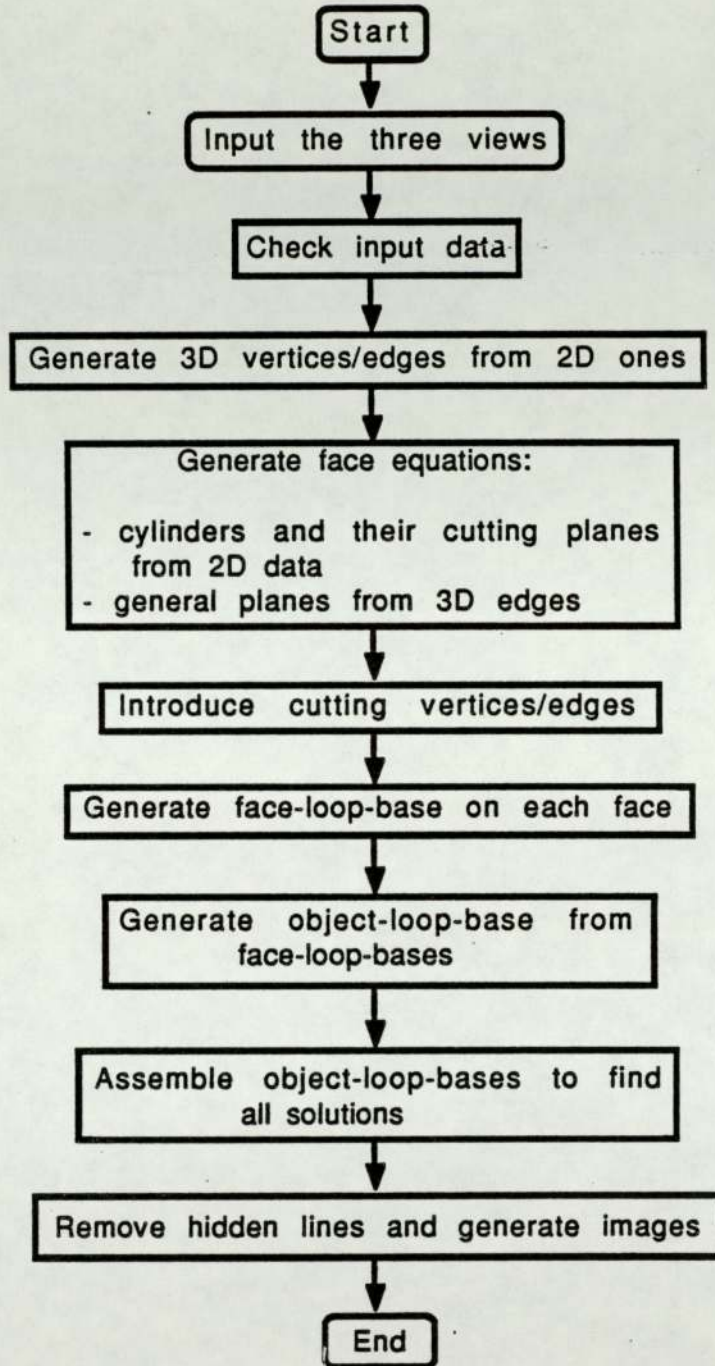 Start
Input the three views
Check input data
Generate 3D vertices/edges from 2D ones
Generate face equations:
- cylinders and their cutting planes
from 2D data
- general planes from 3D edges
Introduce cutting vertices/edges
Generate face-loop-base on each face
Generate object-loop-base from
face-loop-bases
Assemble object-loop-bases to find
all solutions
Remove hidden lines and generate images
End